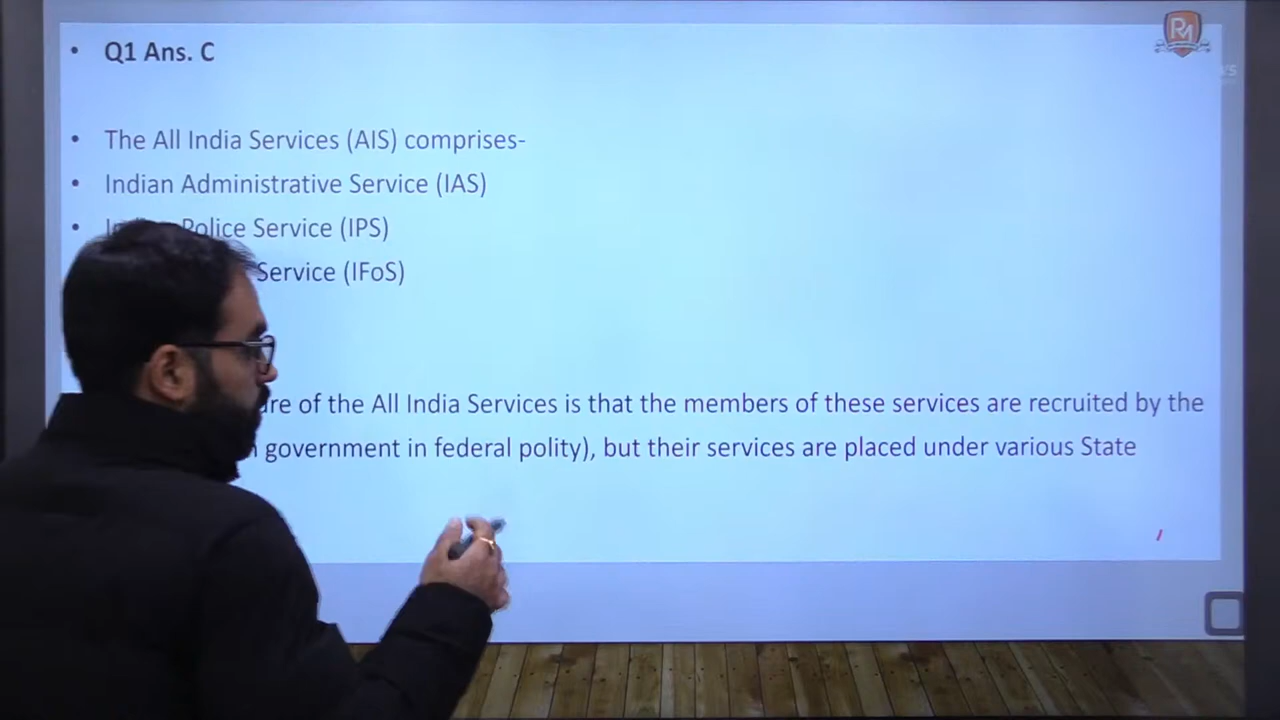 • Q1 Ans. C
• The All India Services (AIS) comprises-
• Indian Administrative Service (IAS)
• Police Service (IPS)
Service (IFoS)
of the All India Services is that the members of these services are recruited by the
government in federal polity), but their services are placed under various State